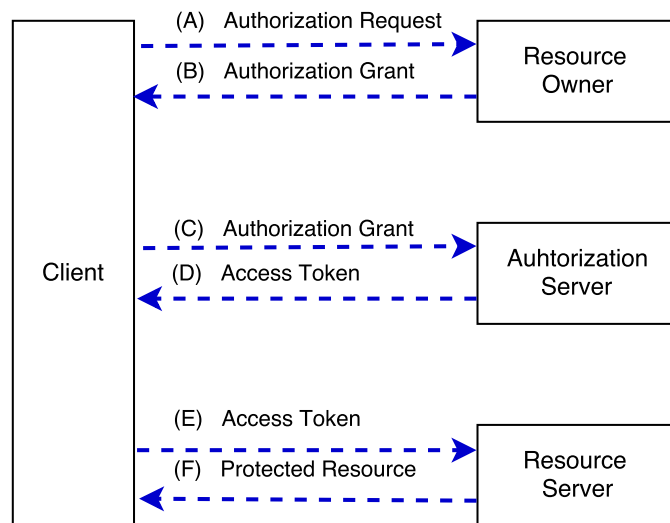 (A) Authorization Request
(B) Authorization Grant
Resource
Owner
(C) Authorization Grant
(D) Access Token
Client
Auhtorization
Server
(E) Access Token
(F) Protected Resource
Resource
Server